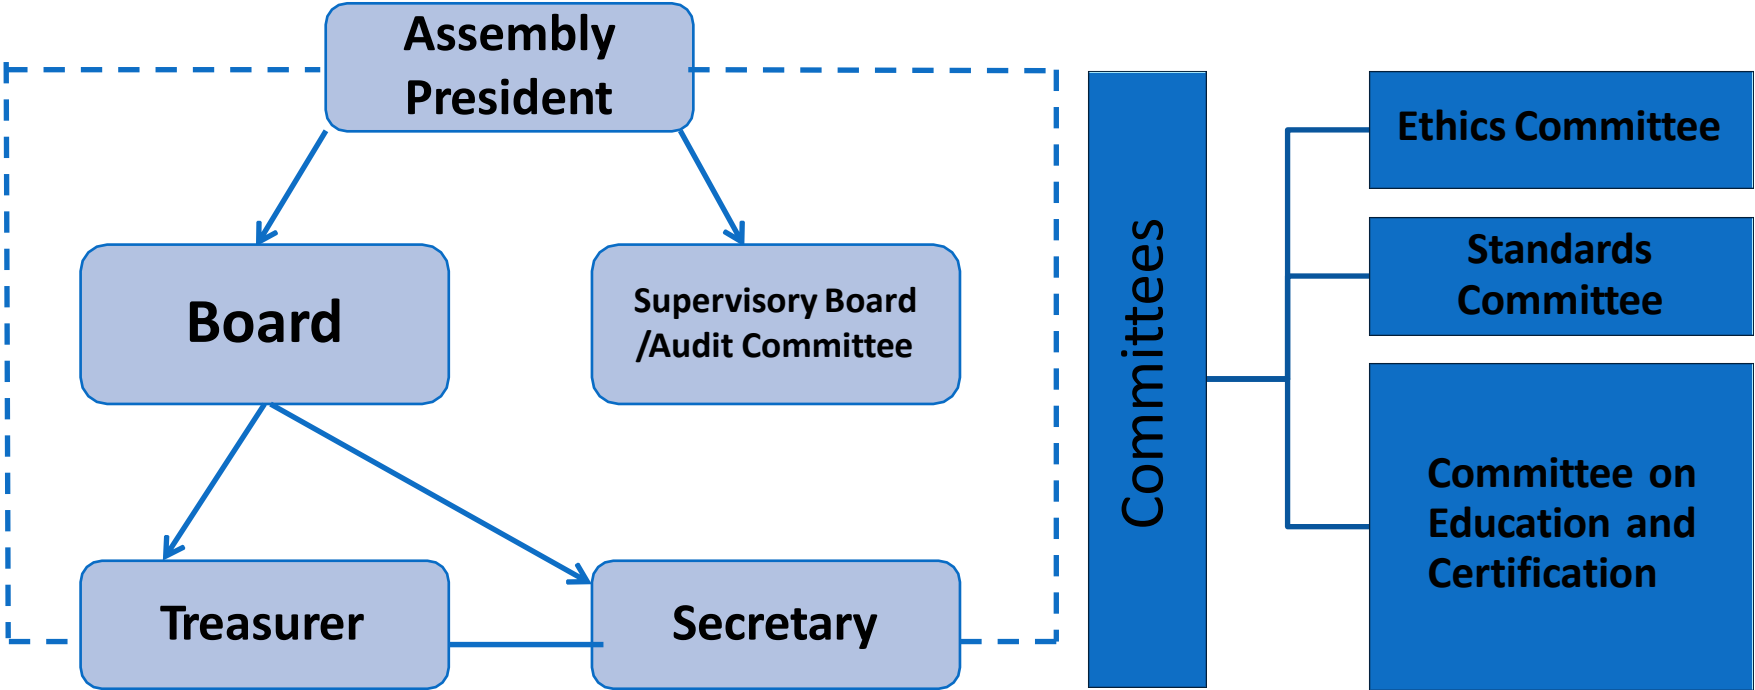 Assembly
President
Board
Supervisory Board
/Audit Committee
Treasurer
Secretary
Committees
Ethics Committee
Standards
Committee
Committee on
Education and
Certification